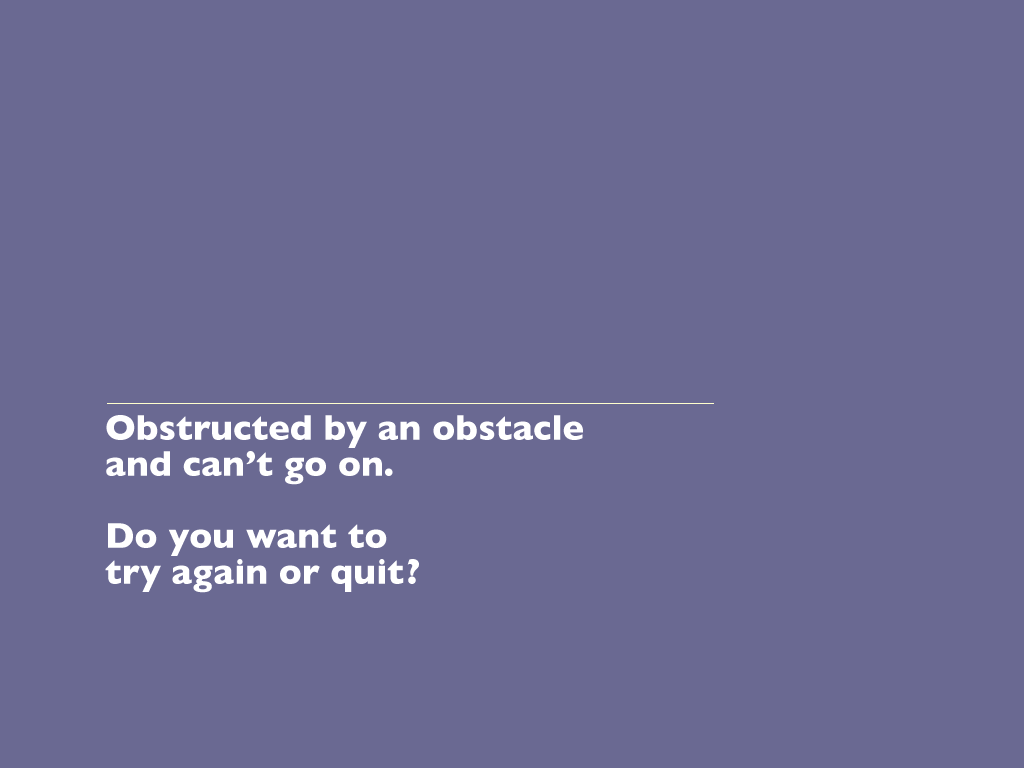 Obstructed by an obstacle
and can’t go on.
Do you want to
try again or quit?